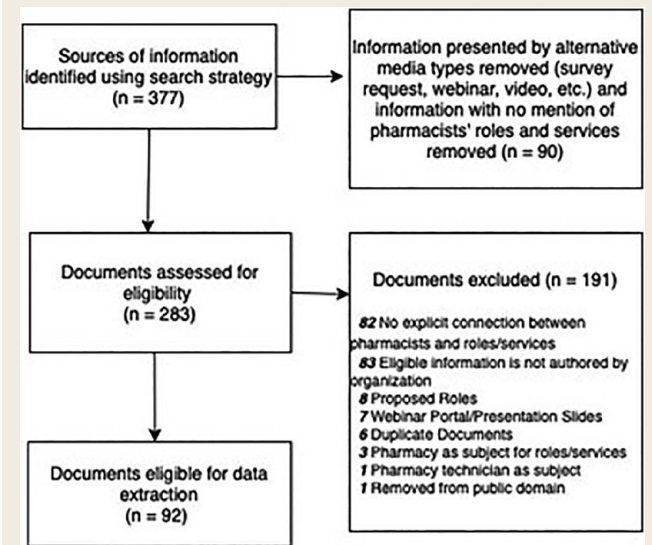 Sources of information
identified using search strategy
(n = 377)
Information presented by alternative
media types removed (survey
request, webinar, video, etc.) and
information with no mention of
pharmacists' roles and services
removed (n = 90)
Documents assessed for
eligibility
(n = 283)
Documents excluded (n = 191)
82 No explicit connection between
pharmacists and roles/services
83 Eligible information is not authored by
organization
8 Proposed Roles
7 Webinar Portal/Presentation Slides
6 Duplicate Documents
3 Pharmacy as subject for roles/services
1 Pharmacy technician as subject
1 Removed from public domain
Documents eligible for data
extraction
(n = 92)